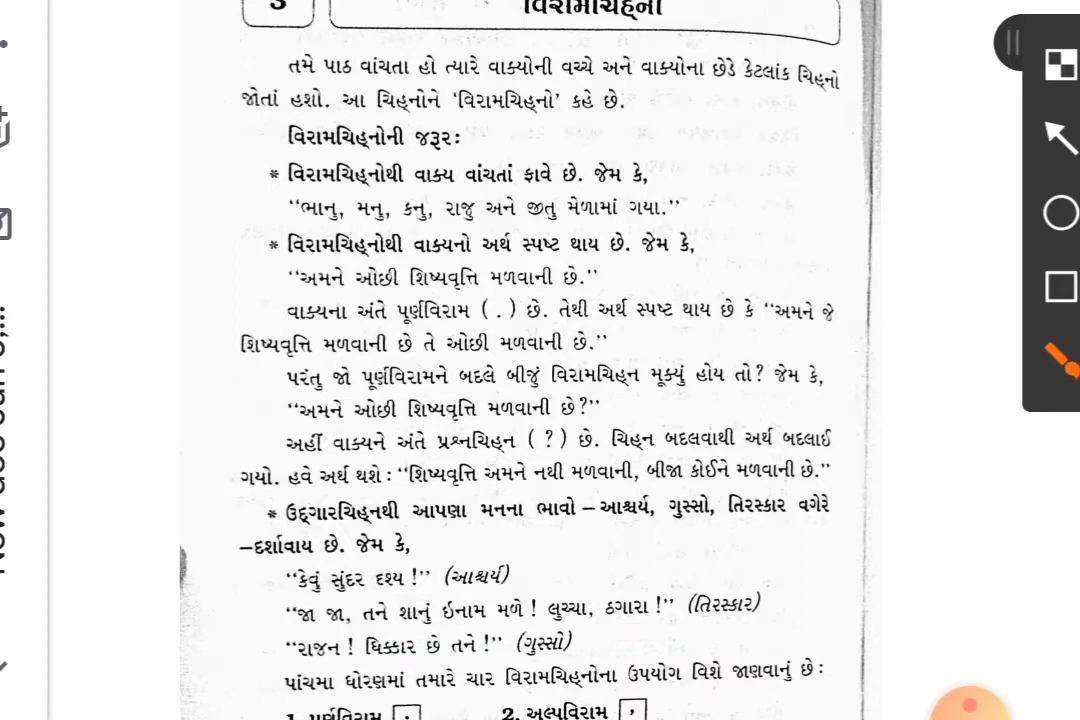 વિરામચિહ્નો
તમે પાઠ વાંચતા હો ત્યારે વાક્યોની વચ્ચે અને વાક્યોના છેડે કેટલાંક ચિહ્નો
જોતાં હશો. આ ચિહ્નોને ‘વિરામચિહ્નો’ કહે છે.
વિરામચિહ્નોની જરૂર:
* વિરામચિહ્નોથી વાક્ય વાંચતાં ફાવે છે. જેમ કે,
“ભાનુ, મનુ, કનુ, રાજુ અને જીતુ મેળામાં ગયા.”
* વિરામચિહ્નોથી વાક્યનો અર્થ સ્પષ્ટ થાય છે. જેમ કે,
“અમને ઓછી શિષ્યવૃત્તિ મળવાની છે.”
વાક્યના અંતે પૂર્ણવિરામ ( . ) છે. તેથી અર્થ સ્પષ્ટ થાય છે કે “અમને જે
શિષ્યવૃત્તિ મળવાની છે તે ઓછી મળવાની છે.”
પરંતુ જો પૂર્ણવિરામને બદલે બીજું વિરામચિહ્ન મૂક્યું હોય તો? જેમ કે,
“અમને ઓછી શિષ્યવૃત્તિ મળવાની છે?”
અહીં વાક્યને અંતે પ્રશ્નચિહ્ન ( ? ) છે. ચિહ્ન બદલવાથી અર્થ બદલાઈ
ગયો. હવે અર્થ થશે : “શિષ્યવૃત્તિ અમને નથી મળવાની, બીજા કોઈને મળવાની છે.”
* ઉદ્ગારચિહ્નથી આપણા મનના ભાવો – આશ્ચર્ય, ગુસ્સો, તિરસ્કાર વગેરે
–દર્શાવાય છે. જેમ કે,
“કેવું સુંદર દશ્ય !” (આશ્ચર્ય)
“જા જા, તને શાનું ઇનામ મળે ! લુચ્ચા, ઠગારા !” (તિરસ્કાર)
“રાજન ! ધિક્કાર છે તને !” (ગુસ્સો)
પાંચમા ધોરણમાં તમારે ચાર વિરામચિહ્નોના ઉપયોગ વિશે જાણવાનું છે :
1. પૂર્ણવિરામ . 2. અલ્પવિરામ ,